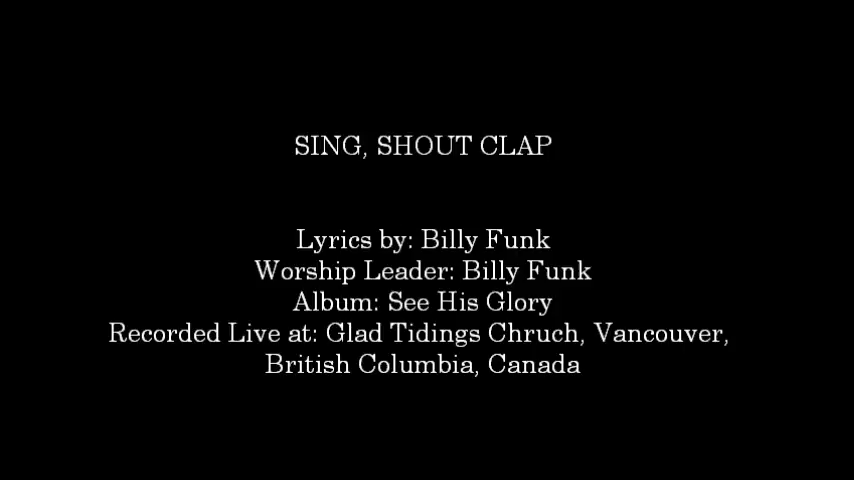 SING, SHOUT CLAP
Lyrics by: Billy Funk
Worship Leader: Billy Funk
Album: See His Glory
Recorded Live at: Glad Tidings Chruch, Vancouver,
British Columbia, Canada